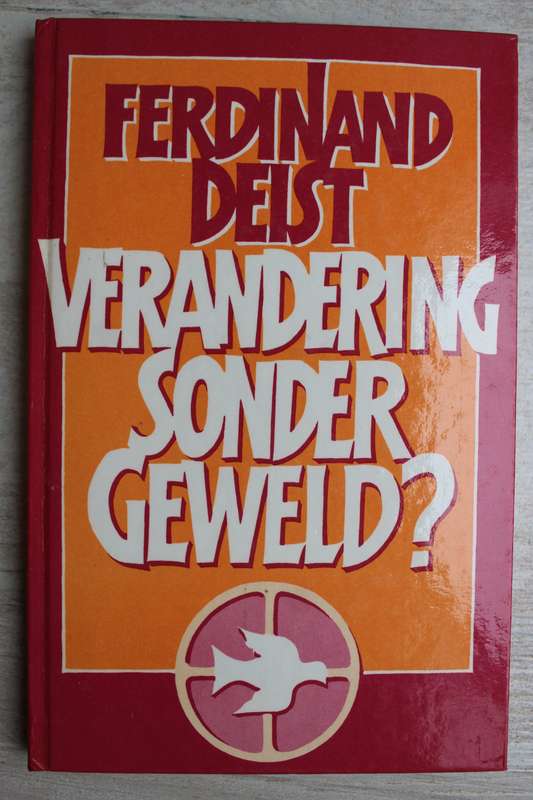 FERDINAND
DEIST
VERANDERING
SONDER
GEWELD?